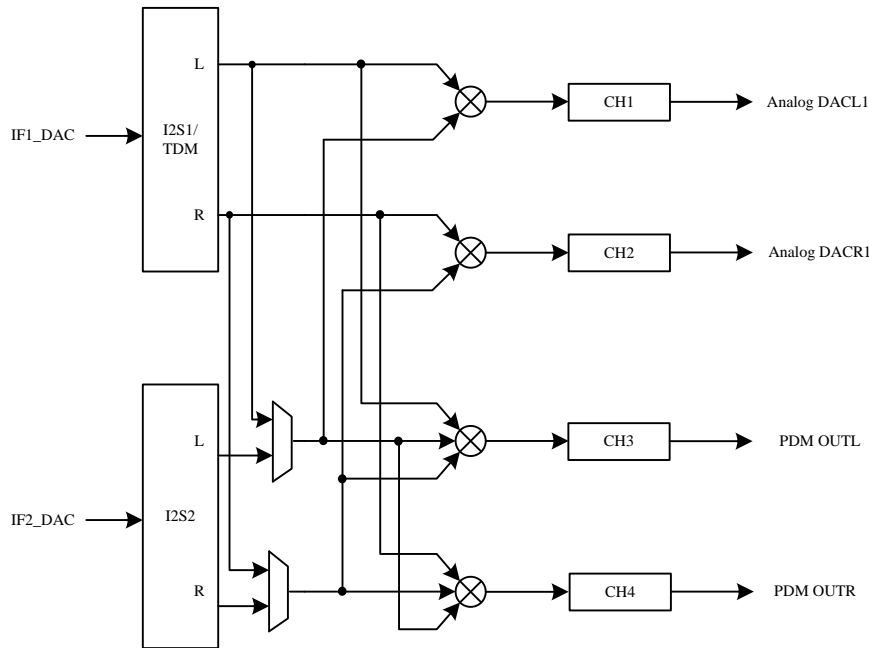 L
CH1
Analog DACL1
IF1_DAC
I2S1/
TDM
R
CH2
Analog DACR1
L
CH3
PDM OUTL
IF2_DAC
I2S2
R
CH4
PDM OUTR